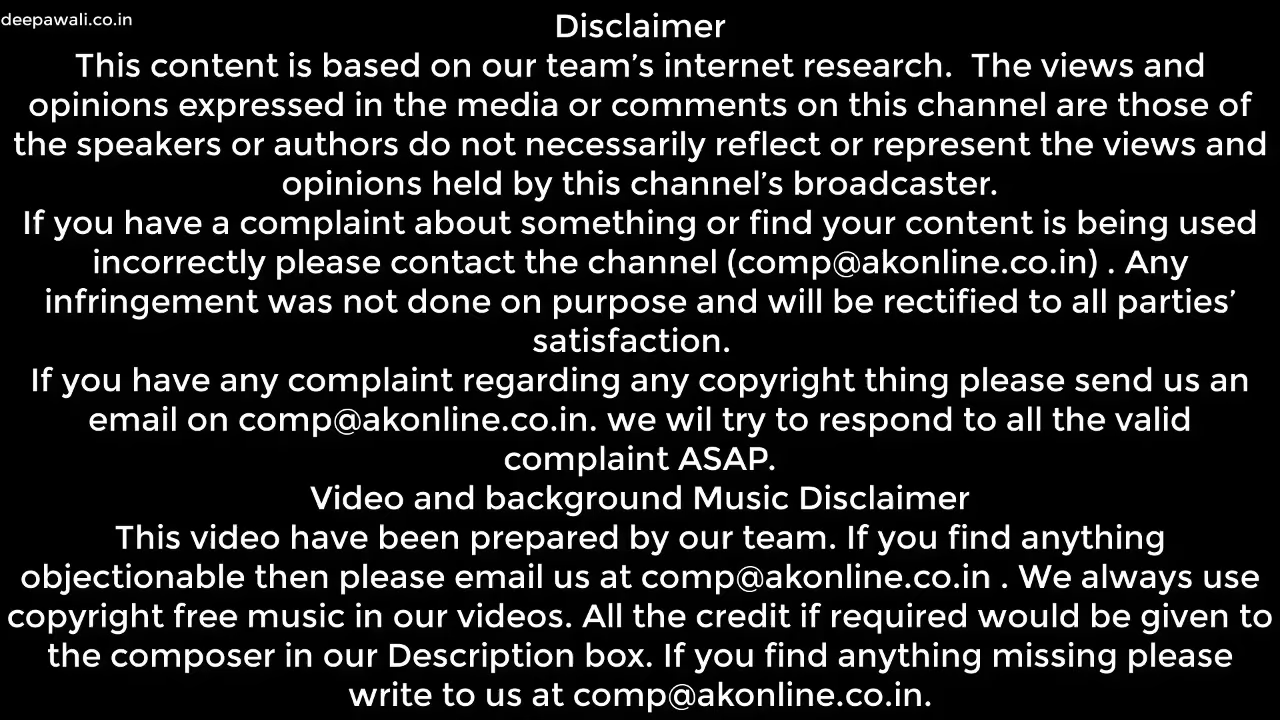 deepawali.co.in
Disclaimer
This content is based on our team’s internet research.  The views and
opinions expressed in the media or comments on this channel are those of
the speakers or authors do not necessarily reflect or represent the views and
opinions held by this channel’s broadcaster.
If you have a complaint about something or find your content is being used
incorrectly please contact the channel (comp@akonline.co.in) . Any
infringement was not done on purpose and will be rectified to all parties’
satisfaction.
If you have any complaint regarding any copyright thing please send us an
email on comp@akonline.co.in. we wil try to respond to all the valid
complaint ASAP.
Video and background Music Disclaimer
This video have been prepared by our team. If you find anything
objectionable then please email us at comp@akonline.co.in . We always use
copyright free music in our videos. All the credit if required would be given to
the composer in our Description box. If you find anything missing please
write to us at comp@akonline.co.in.